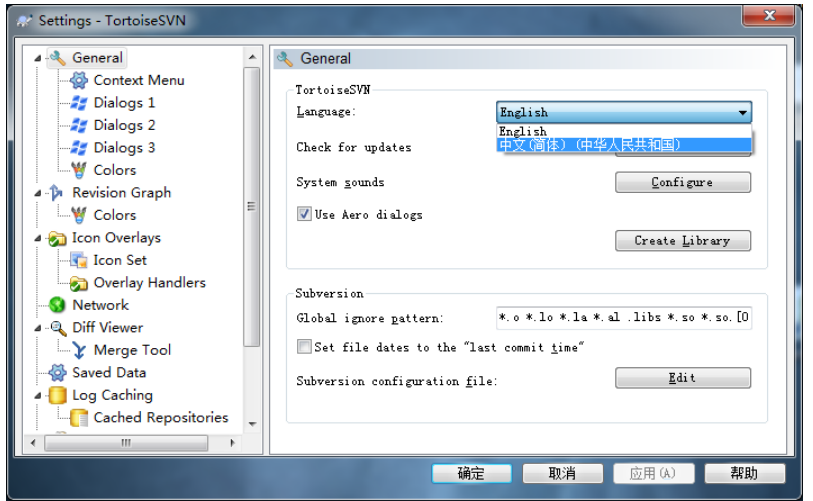 Settings - TortoiseSVN
General
Context Menu
Dialogs 1
Dialogs 2
Dialogs 3
Colors
Revision Graph
Colors
Icon Overlays
Icon Set
Overlay Handlers
Network
Diff Viewer
Merge Tool
Saved Data
Log Caching
Cached Repositories
General
TortoiseSVN
Language: English
English
中文(简体) (中华人民共和国)
Check for updates
System sounds Configure
Use Aero dialogs
Create Library
Subversion
Global ignore pattern: *.o *.lo *.la *.al .libs *.so *.so.[0
Set file dates to the "last commit time"
Subversion configuration file: Edit
确定 取消 应用(A) 帮助